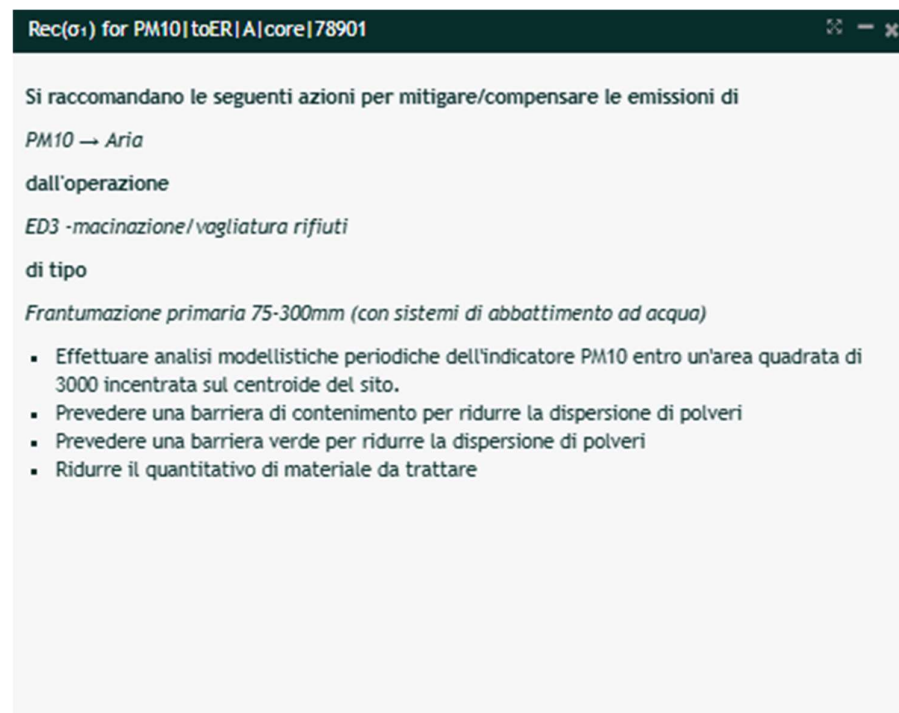 Rec(σ₁) for PM10|toER|A|core|78901
Si raccomandano le seguenti azioni per mitigare/compensare le emissioni di
PM10 → Aria
dall'operazione
ED3 -macinazione/vagliatura rifiuti
di tipo
Frantumazione primaria 75-300mm (con sistemi di abbattimento ad acqua)
▪ Effettuare analisi modellistiche periodiche dell'indicatore PM10 entro un'area quadrata di
3000 incentrata sul centroide del sito.
▪ Prevedere una barriera di contenimento per ridurre la dispersione di polveri
▪ Prevedere una barriera verde per ridurre la dispersione di polveri
▪ Ridurre il quantitativo di materiale da trattare